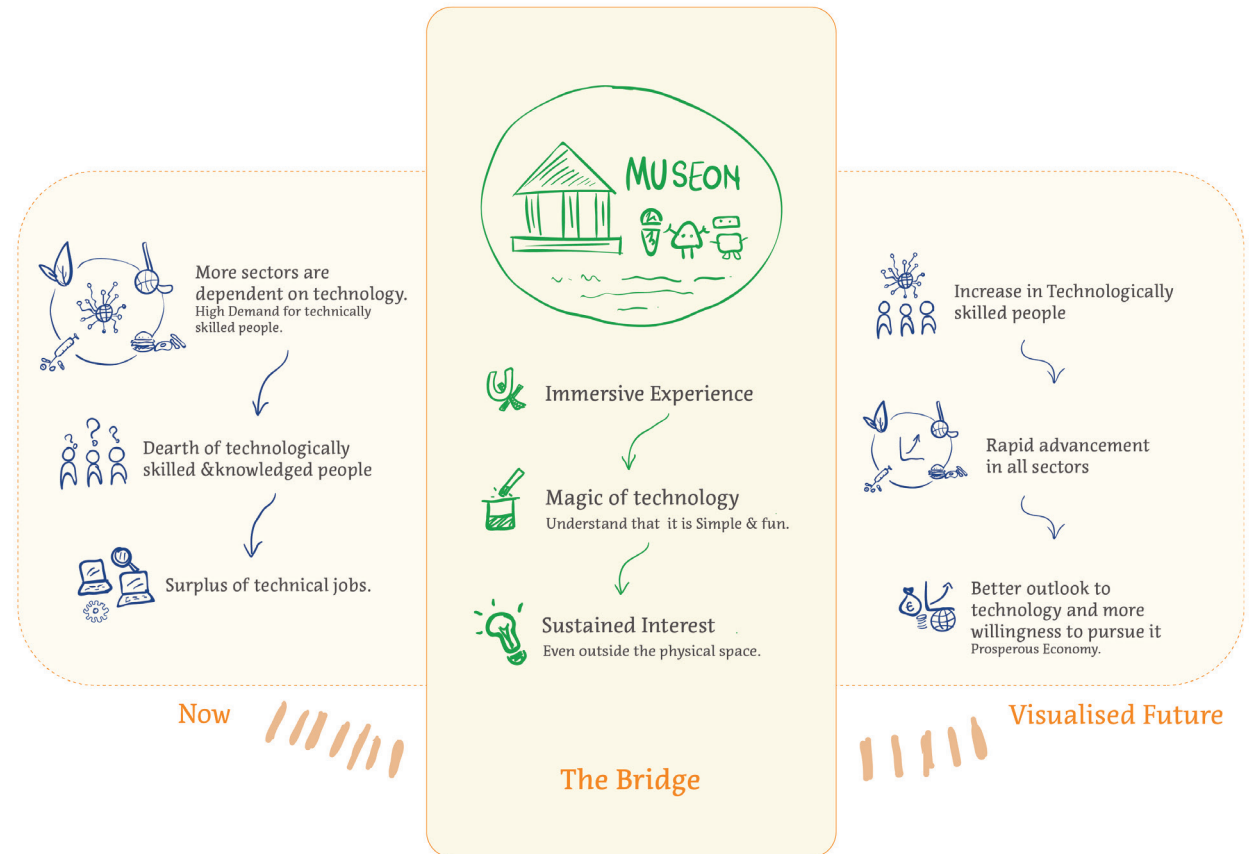 More sectors are
dependent on technology.
High Demand for technically
skilled people.
Dearth of technologically
skilled &knowledged people
Surplus of technical jobs.
Now
MUSEON
Immersive Experience
Magic of technology
Understand that it is Simple & fun.
Sustained Interest
Even outside the physical space.
The Bridge
Increase in Technologically
skilled people
Rapid advancement
in all sectors
€
Better outlook to
technology and more
willingness to pursue it
Prosperous Economy.
Visualised Future